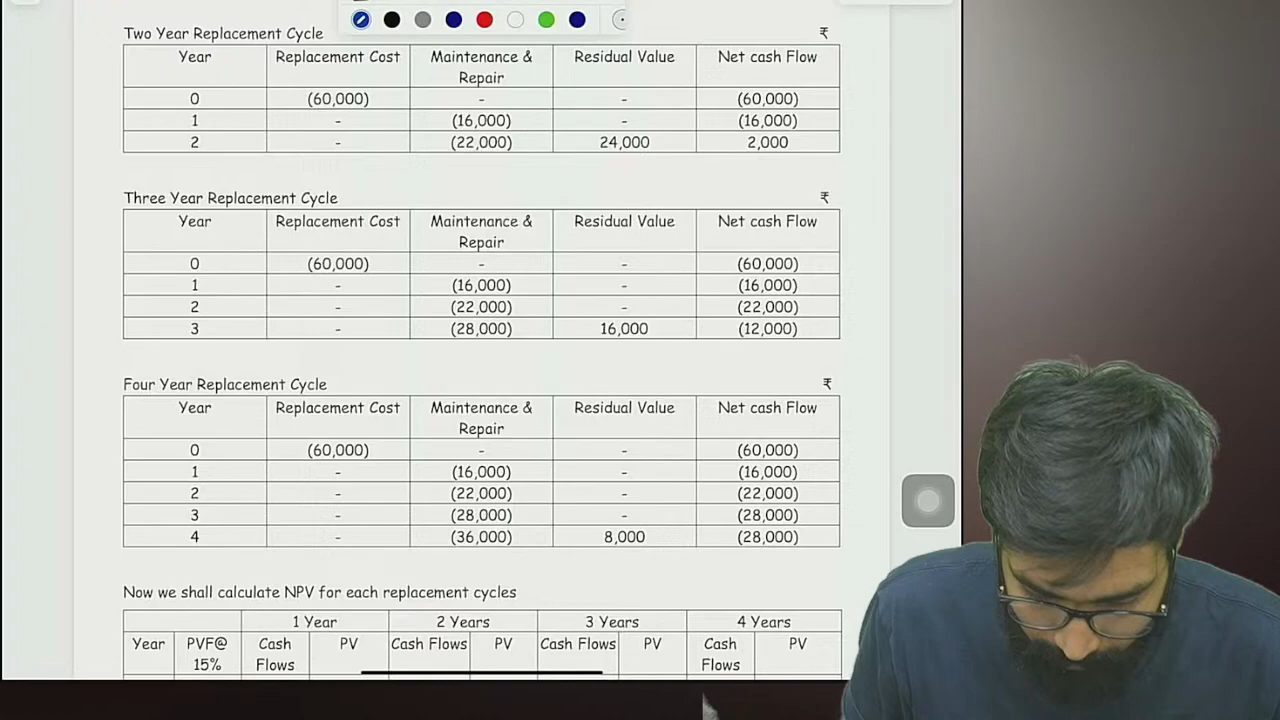 Two Year Replacement Cycle ₹
Year Replacement Cost Maintenance & Repair Residual Value Net cash Flow
0 (60,000) - - (60,000)
1 - (16,000) - (16,000)
2 - (22,000) 24,000 2,000
Three Year Replacement Cycle ₹
Year Replacement Cost Maintenance & Repair Residual Value Net cash Flow
0 (60,000) - - (60,000)
1 - (16,000) - (16,000)
2 - (22,000) - (22,000)
3 - (28,000) 16,000 (12,000)
Four Year Replacement Cycle ₹
Year Replacement Cost Maintenance & Repair Residual Value Net cash Flow
0 (60,000) - - (60,000)
1 - (16,000) - (16,000)
2 - (22,000) - (22,000)
3 - (28,000) - (28,000)
4 - (36,000) 8,000 (28,000)
Now we shall calculate NPV for each replacement cycles
1 Year 2 Years 3 Years 4 Years
Year PVF@ 15% Cash Flows PV Cash Flows PV Cash Flows PV Cash Flows PV